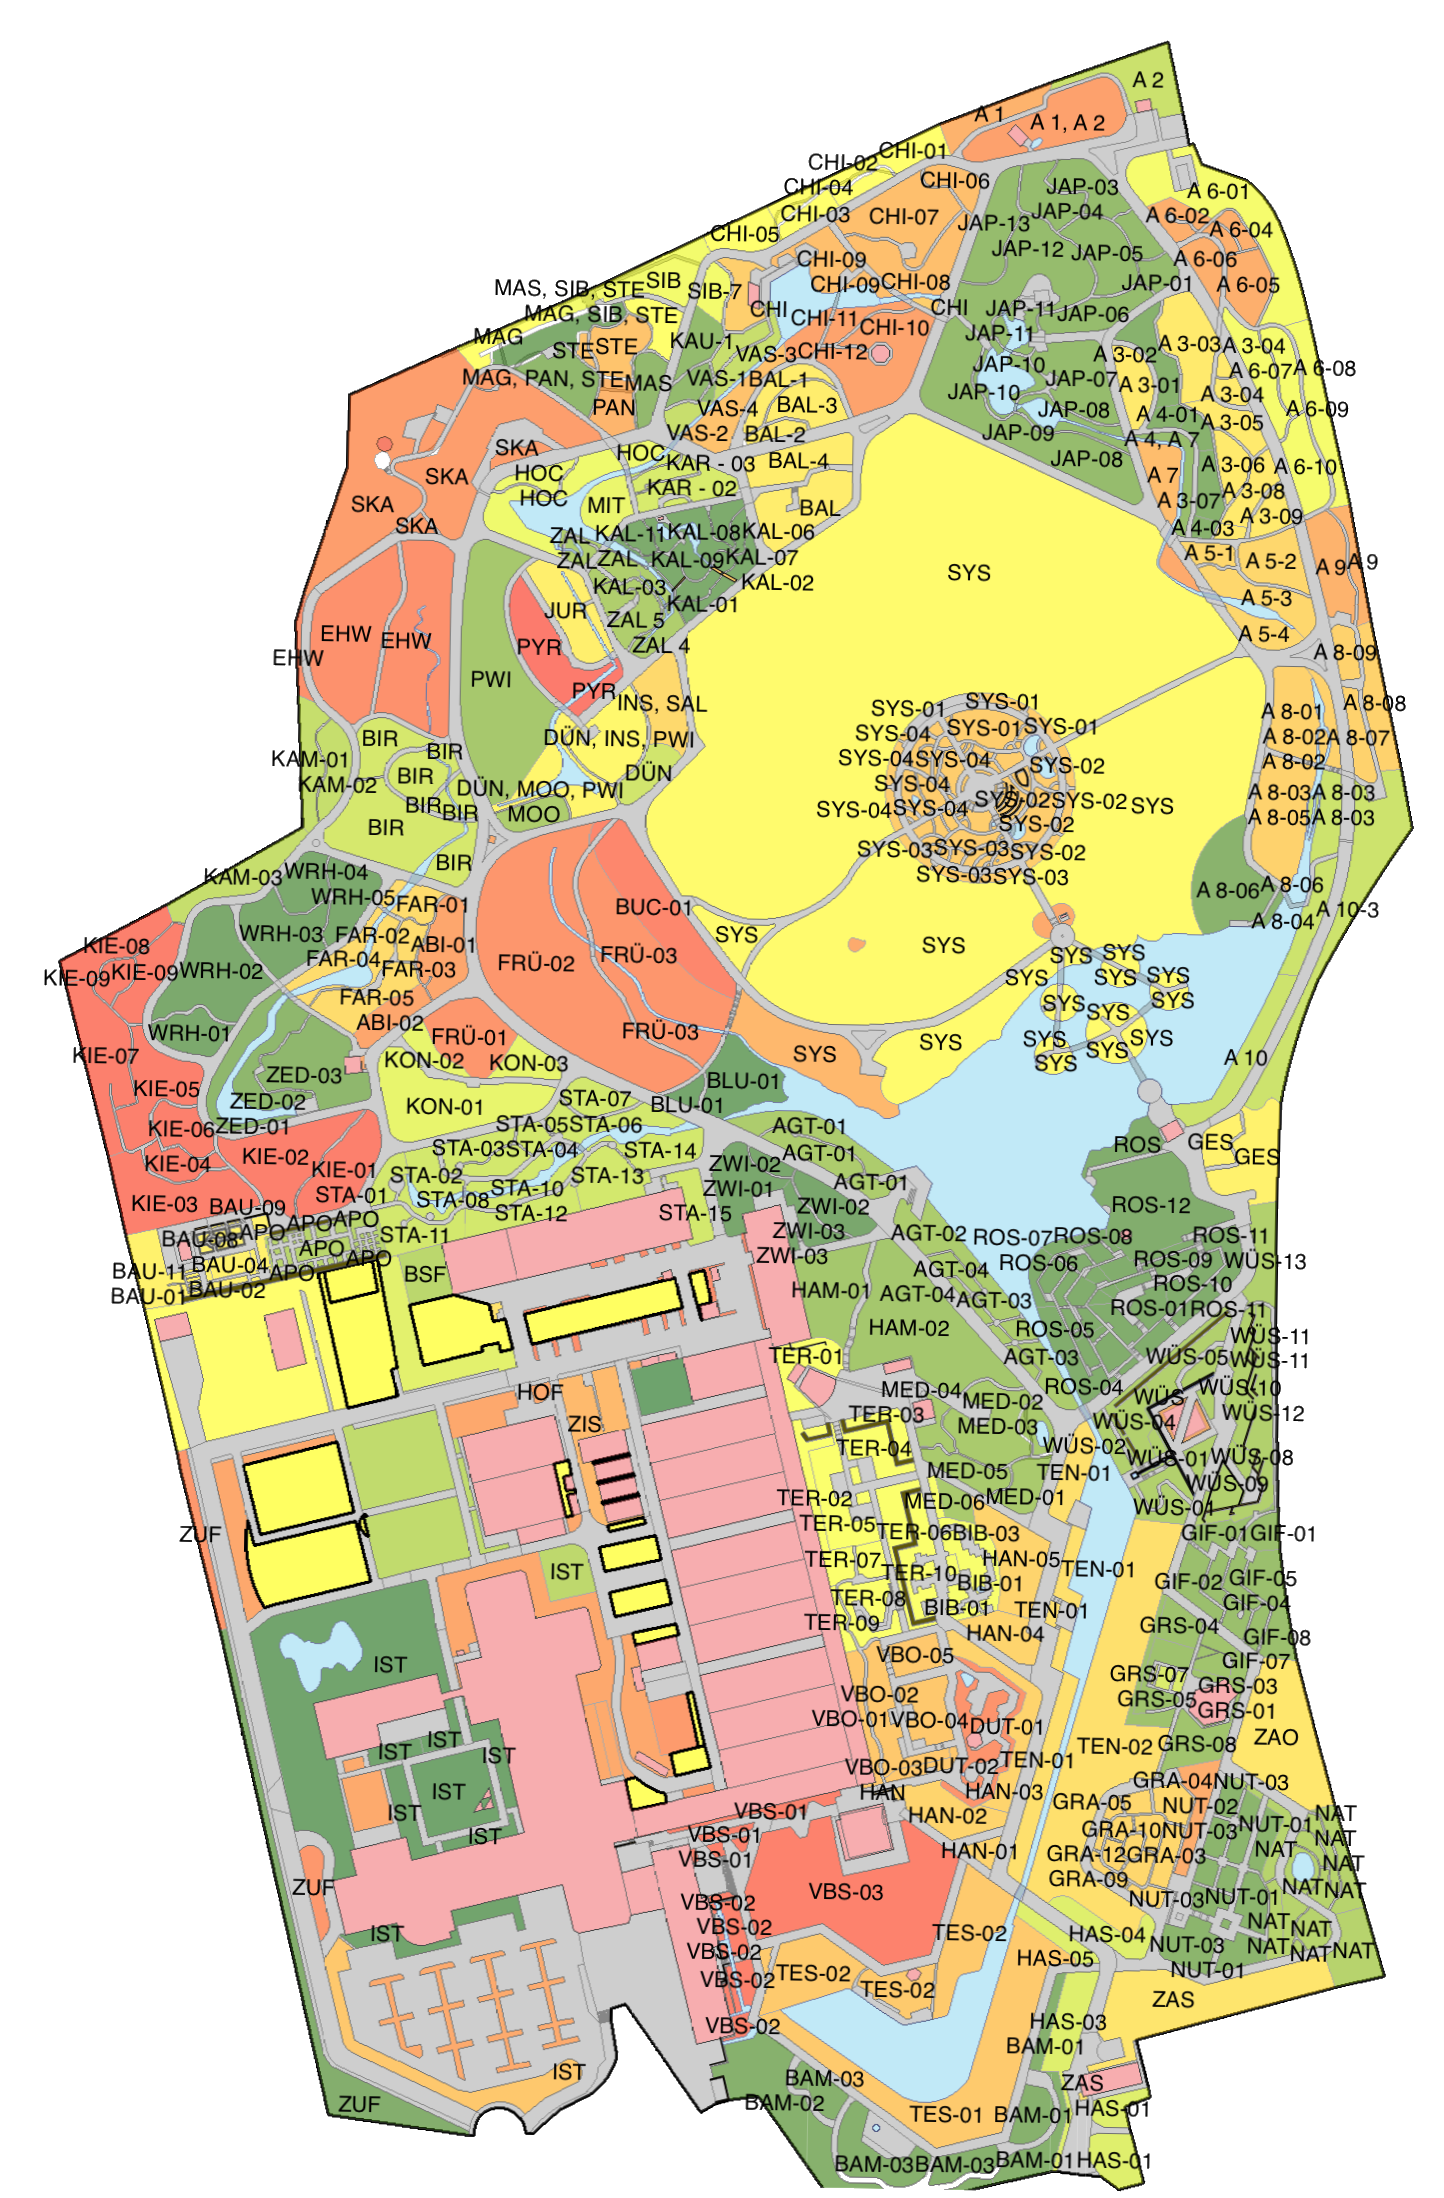 A 2
A 1
A 1, A 2
CHI-01
CHI-02
CHI-06
CHI-04
JAP-03
A 6-01
CHI-03
CHI-07
JAP-04
A 6-02
JAP-13
A 6-04
CHI-05
JAP-12
JAP-05
CHI-09
A 6-06
SIB
CHI-09
CHI-08
JAP-01
A 6-05
MAS, SIB, STE
SIB-7
CHI
CHI
JAP-11
MAG, SIB, STE
CHI-11
CHI-10
JAP-06
MAG
KAU-1
JAP-11
STE
STE
VAS-3
CHI-12
A 3-02
A 3-03
A 3-04
MAG, PAN, STE
MAS
VAS-1
BAL-1
JAP-10
JAP-07
A 3-01
A 6-07
A 6-08
PAN
VAS-4
BAL-3
JAP-10
JAP-08
A 4-01
A 3-04
A 6-09
VAS-2
BAL-2
JAP-09
A 4, A 7
A 3-05
SKA
HOC
KAR - 03
BAL-4
JAP-08
SKA
HOC
A 7
A 3-06
A 6-10
SKA
HOC
MIT
KAR - 02
BAL
A 3-07
A 3-08
SKA
ZAL
KAL-11
KAL-08
KAL-06
A 4-03
A 3-09
ZAL
ZAL
KAL-09
KAL-07
SYS
A 5-1
A 5-2
A 9
A 9
KAL-03
KAL-02
JUR
KAL-01
A 5-3
EHW
EHW
ZAL 5
A 5-4
EHW
PYR
ZAL 4
A 8-09
PWI
PYR
INS, SAL
SYS-01
SYS-01
A 8-01
A 8-08
BIR
DÜN, INS, PWI
SYS-04
SYS-01
SYS-01
A 8-02
A 8-07
KAM-01
BIR
SYS-04
SYS-04
SYS-02
A 8-02
KAM-02
BIR
DÜN
SYS-04
DÜN, MOO, PWI
SYS-02
SYS-02
SYS
A 8-03
A 8-03
BIR
BIR
MOO
SYS-04
SYS-04
SYS-02
A 8-05
A 8-03
BIR
SYS-03
SYS-03
SYS-02
BIR
SYS-03
SYS-03
KAM-03
WRH-04
A 8-06
A 8-06
WRH-05
FAR-01
BUC-01
A 8-04
A 10-3
WRH-03
FAR-02
ABI-01
SYS
SYS
KIE-08
FAR-04
FRÜ-02
FRÜ-03
SYS
SYS
KIE-09
KIE-09
WRH-02
FAR-03
SYS
SYS
SYS
FAR-05
SYS
SYS
SYS
WRH-01
ABI-02
FRÜ-01
FRÜ-03
SYS
SYS
SYS
KIE-07
KON-02
KON-03
SYS
SYS
SYS
A 10
ZED-03
BLU-01
KIE-05
ZED-02
KON-01
STA-07
BLU-01
KIE-06
ZED-01
STA-05
STA-06
AGT-01
KIE-04
KIE-02
STA-03
STA-04
STA-14
AGT-01
ROS
GES
KIE-01
STA-02
STA-13
ZWI-02
GES
KIE-03
STA-01
STA-08
STA-10
ZWI-01
AGT-01
BAU-09
STA-12
STA-15
ZWI-02
ROS-12
BAU-08
APO
APO
APO
STA-11
ZWI-03
AGT-02
ROS-07
ROS-08
ROS-11
BAU-11
BAU-04
APO
APO
BSF
ZWI-03
ROS-06
ROS-09
WÜS-13
BAU-01
BAU-02
APO
HAM-01
AGT-04
ROS-10
AGT-04
AGT-03
ROS-01
ROS-11
HAM-02
ROS-05
WÜS-11
TER-01
AGT-03
WÜS-05
WÜS-11
HOF
MED-04
MED-02
ROS-04
WÜS
WÜS-10
ZIS
TER-03
MED-03
WÜS-04
WÜS-12
TER-04
WÜS-02
WÜS-01
WÜS-08
MED-05
TEN-01
WÜS-09
TER-02
MED-06
MED-01
WÜS-01
ZUF
TER-05
TER-06
BIB-03
GIF-01
GIF-01
TER-07
HAN-05
TEN-01
IST
TER-10
BIB-01
GIF-02
GIF-05
TER-08
BIB-01
TEN-01
GIF-04
TER-09
HAN-04
GRS-04
GIF-08
IST
VBO-05
GIF-07
GRS-07
GRS-03
VBO-02
GRS-05
GRS-01
VBO-01
VBO-04
DUT-01
IST
IST
IST
TEN-01
TEN-02
GRS-08
ZAO
VBO-03
DUT-02
IST
HAN
HAN-03
GRA-04
NUT-03
IST
VBS-01
HAN-02
GRA-05
NUT-02
NAT
IST
VBS-01
GRA-10
NUT-03
NUT-01
NAT
VBS-01
HAN-01
GRA-12
GRA-03
NAT
NAT
ZUF
VBS-03
GRA-09
NAT
NAT
VBS-02
NUT-03
NUT-01
IST
VBS-02
TES-02
HAS-04
NAT
NAT
VBS-02
HAS-05
NUT-03
NAT
NAT
NAT
VBS-02
TES-02
NUT-01
TES-02
ZAS
VBS-02
HAS-03
BAM-01
IST
BAM-03
ZAS
ZUF
BAM-02
TES-01
BAM-01
HAS-01
BAM-03
BAM-03
BAM-01
HAS-01